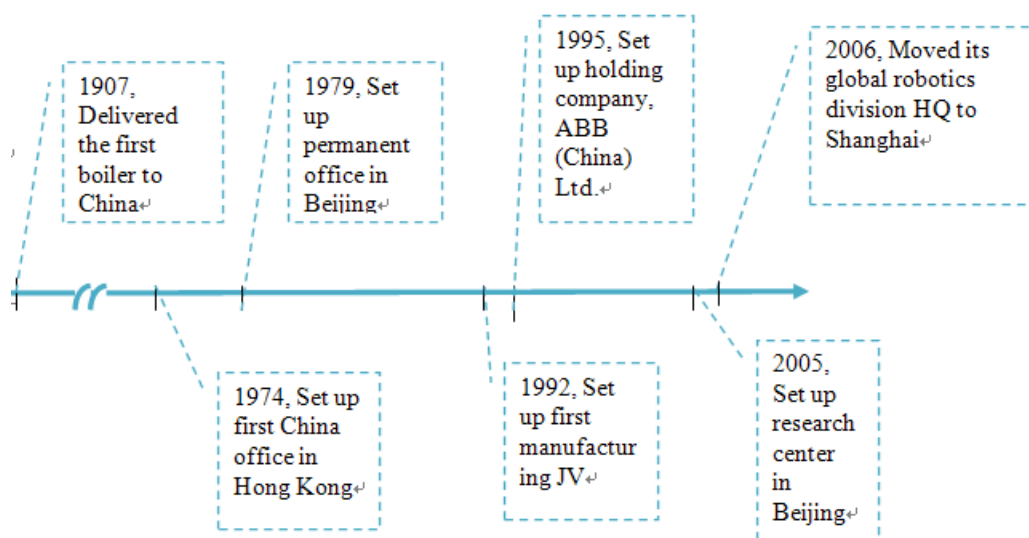 1907,
Delivered
the first
boiler to
China↵
1979, Set
up
permanent
office in
Beijing↵
1995, Set
up holding
company,
ABB
(China)
Ltd.↵
2006, Moved its
global robotics
division HQ to
Shanghai↵
1974, Set up
first China
office in
Hong Kong↵
1992, Set
up first
manufactur
ing JV↵
2005,
Set up
research
center
in
Beijing↵